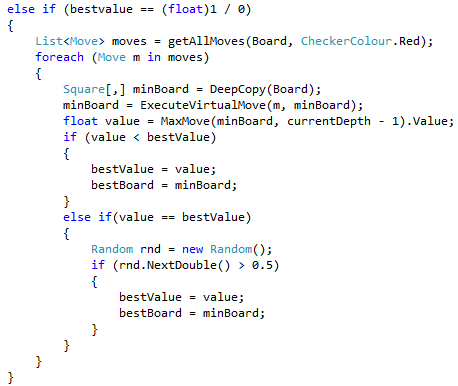 else if (bestvalue == (float)1 / 0)
{
    List<Move> moves = getAllMoves(Board, CheckerColour.Red);
    foreach (Move m in moves)
    {
        Square[,] minBoard = DeepCopy(Board);
        minBoard = ExecuteVirtualMove(m, minBoard);
        float value = MaxMove(minBoard, currentDepth - 1).Value;
        if (value < bestValue)
        {
            bestValue = value;
            bestBoard = minBoard;
        }
        else if(value == bestValue)
        {
            Random rnd = new Random();
            if (rnd.NextDouble() > 0.5)
            {
                bestValue = value;
                bestBoard = minBoard;
            }
        }
    }
}